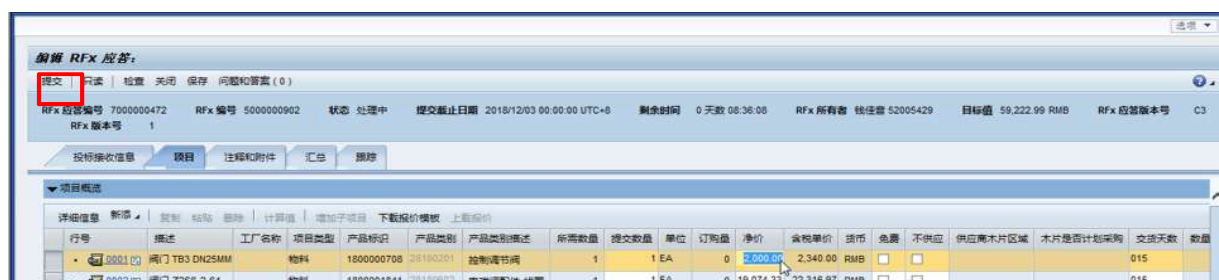 选项
编辑 RFx 应答:
提交 只读 检查 关闭 保存 问题和答案 ( 0 )
RFx 应答编号 7000000472 RFx 编号 5000000902 状态 处理中 提交截止日期 2018/12/03 00:00:00 UTC+8 剩余时间 0 天数 08:36:08 RFx 所有者 钱佳音 52005429 目标值 59,222.99 RMB RFx 应答版本号 C3
RFx 版本号 1
投标接收信息 项目 注释和附件 汇总 跟踪
项目概览
详细信息 新添 复制 粘贴 删除 计算值 增加子项目 下载报价模板 上载报价
行号 描述 工厂名称 项目类型 产品标识 产品类别 产品类别描述 所需数量 提交数量 单位 订购量 净价 含税单价 货币 免费 不供应 供应商木片区域 木片是否计划采购 交货天数 数量
0001 阀门 TB3 DN25MM 物料 1800000708 28180201 控制调节阀 1 1 EA 0 2,000.00 2,340.00 RMB 015